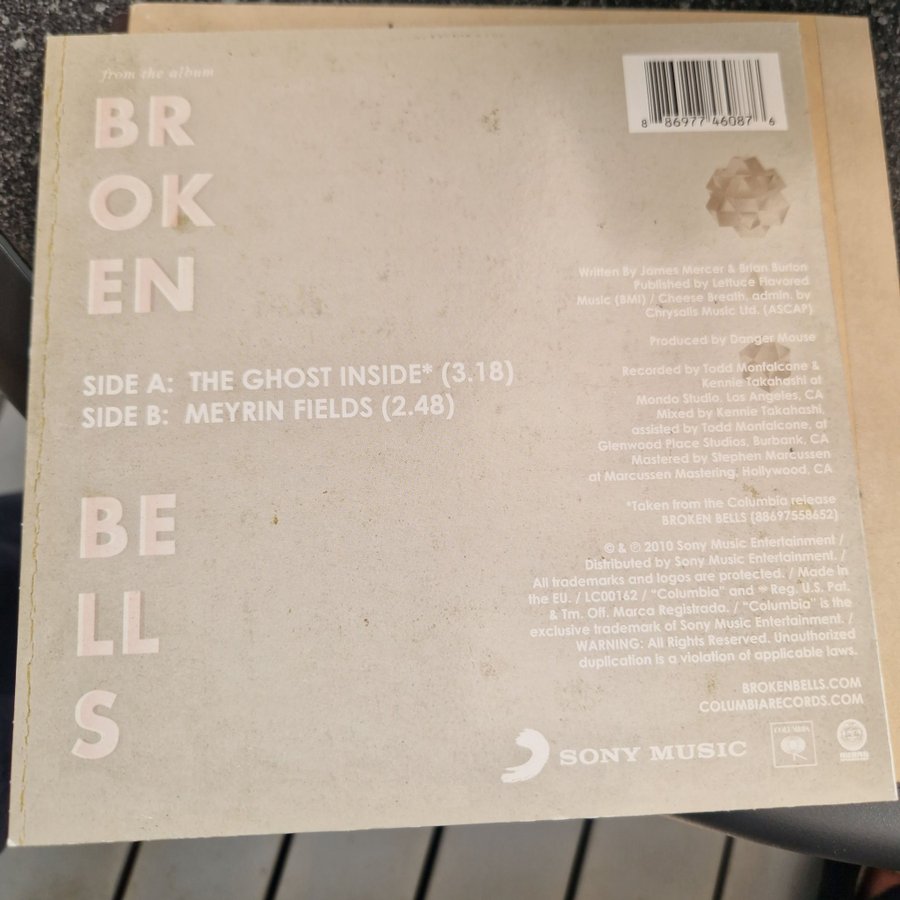 from the album
BR
OK
EN
SIDE A: THE GHOST INSIDE* (3.18)
SIDE B: MEYRIN FIELDS (2.48)
BE
LL
S
8 86977 46087 6
Written By James Mercer & Brian Burton
Published by Lettuce Flavored
Music (BMI) / Cheese Breath, admin. by
Chrysalis Music Ltd. (ASCAP)
Produced by Danger Mouse
Recorded by Todd Monfalcone &
Kennie Takahashi at
Mondo Studio, Los Angeles, CA
Mixed by Kennie Takahashi,
assisted by Todd Monfalcone, at
Glenwood Place Studios, Burbank, CA
Mastered by Stephen Marcussen
at Marcussen Mastering, Hollywood, CA
*Taken from the Columbia release
BROKEN BELLS (88697558652)
© & ℗ 2010 Sony Music Entertainment /
Distributed by Sony Music Entertainment. /
All trademarks and logos are protected. / Made in
the EU. / LC00162 / "Columbia" and Reg. U.S. Pat.
& Tm. Off. Marca Registrada. / "Columbia" is the
exclusive trademark of Sony Music Entertainment. /
WARNING: All Rights Reserved. Unauthorized
duplication is a violation of applicable laws.
BROKENBELLS.COM
COLUMBIARECORDS.COM
SONY MUSIC
COLUMBIA